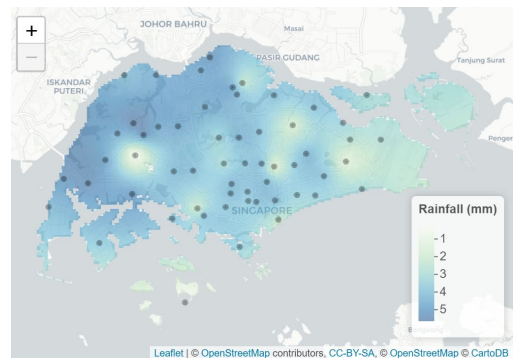 +
−
JOHOR BAHRU
Masai
PASIR GUDANG
Tanjung Surat
ISKANDAR
PUTERI
SINGAPORE
Rainfall (mm)
1
2
3
4
5
Leaflet | © OpenStreetMap contributors, CC-BY-SA, © OpenStreetMap © CartoDB